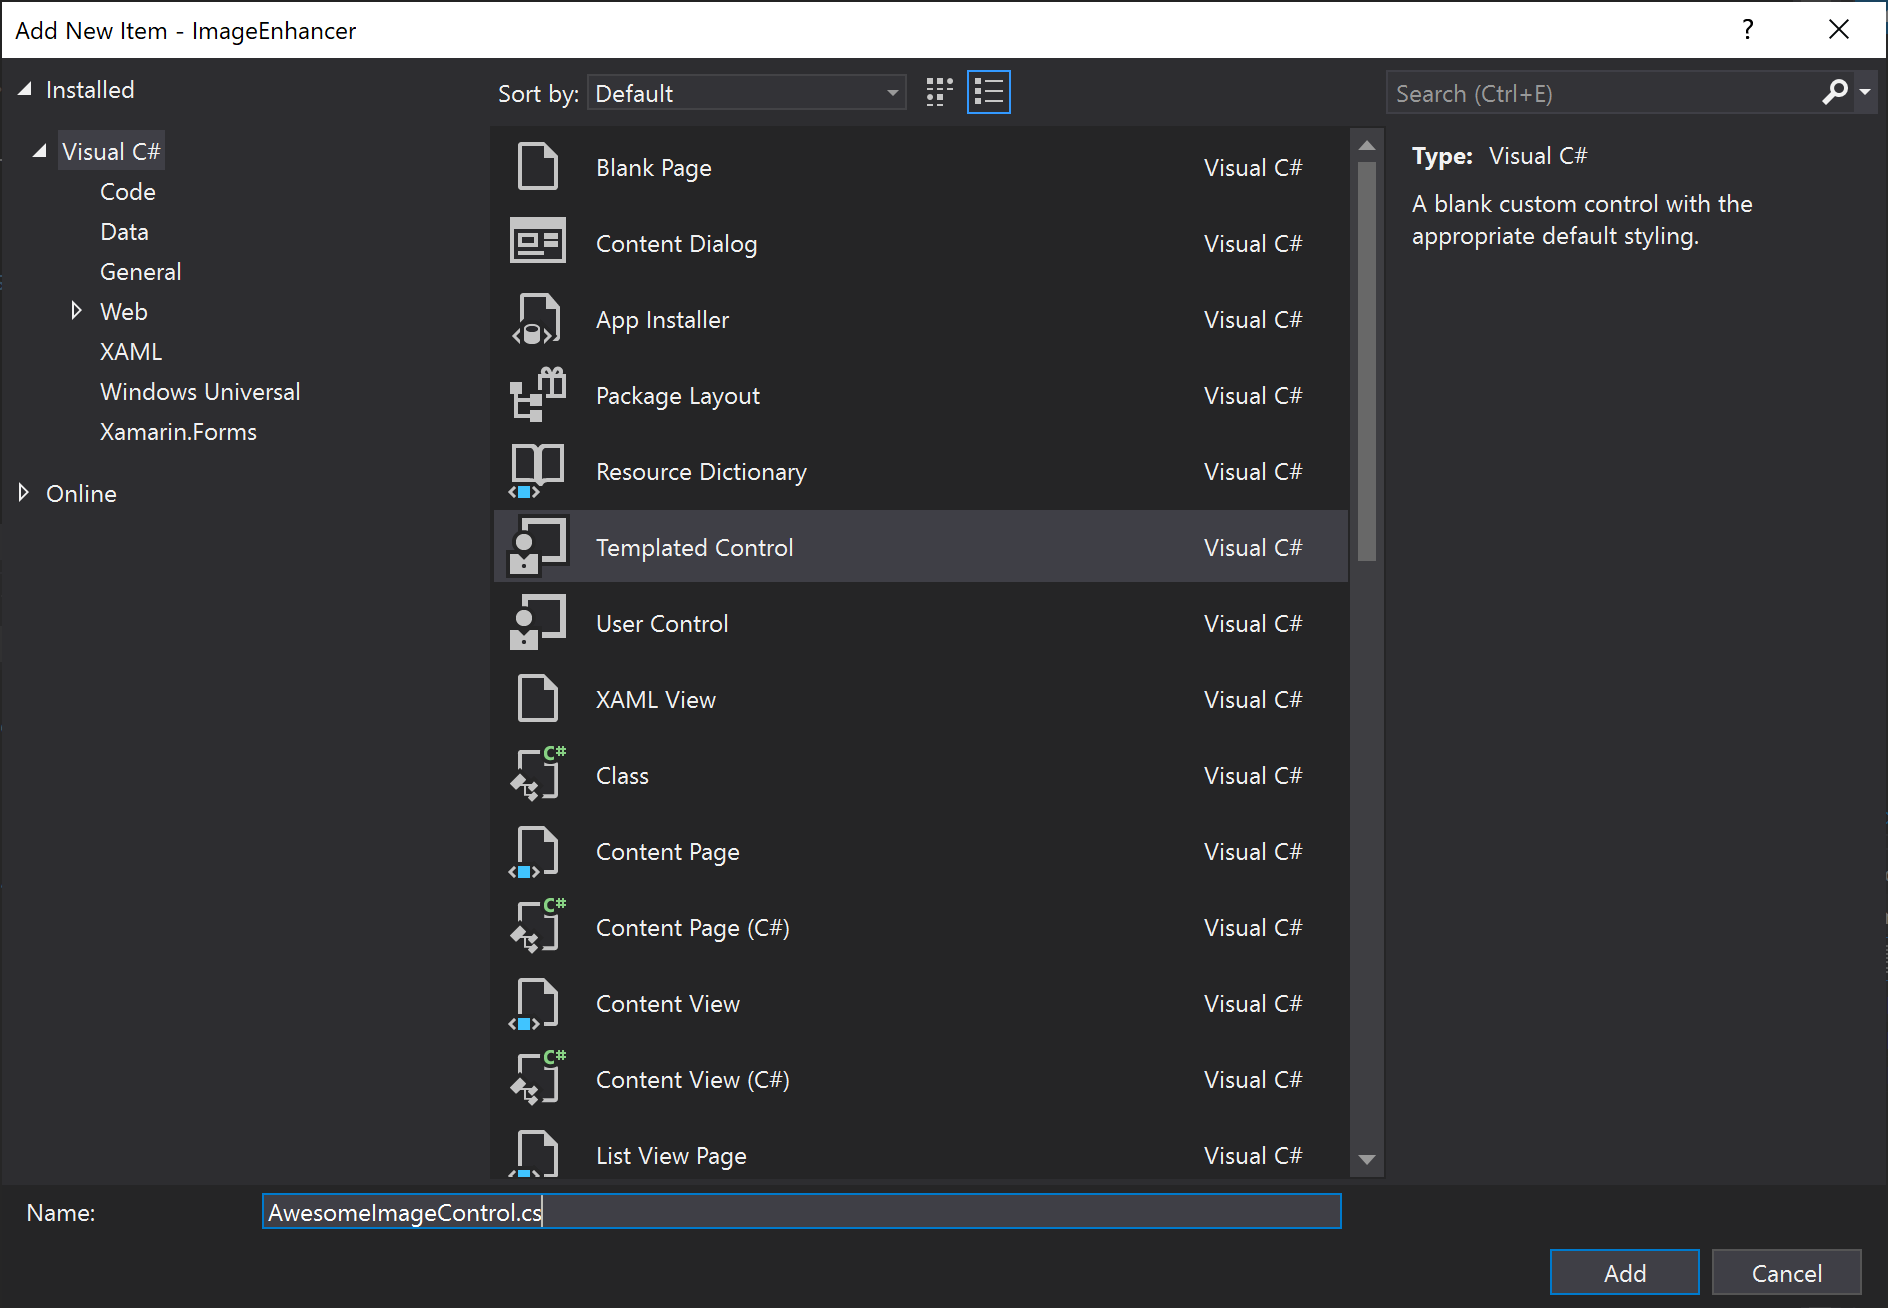 Add New Item - ImageEnhancer
?
Installed
Visual C#
Code
Data
General
Web
XAML
Windows Universal
Xamarin.Forms
Online
Sort by: Default
Blank Page Visual C#
Content Dialog Visual C#
App Installer Visual C#
Package Layout Visual C#
Resource Dictionary Visual C#
Templated Control Visual C#
User Control Visual C#
XAML View Visual C#
C#
Class Visual C#
Content Page Visual C#
C#
Content Page (C#) Visual C#
Content View Visual C#
C#
Content View (C#) Visual C#
List View Page Visual C#
Search (Ctrl+E)
Type: Visual C#
A blank custom control with the
appropriate default styling.
Name: AwesomeImageControl.cs
Add Cancel